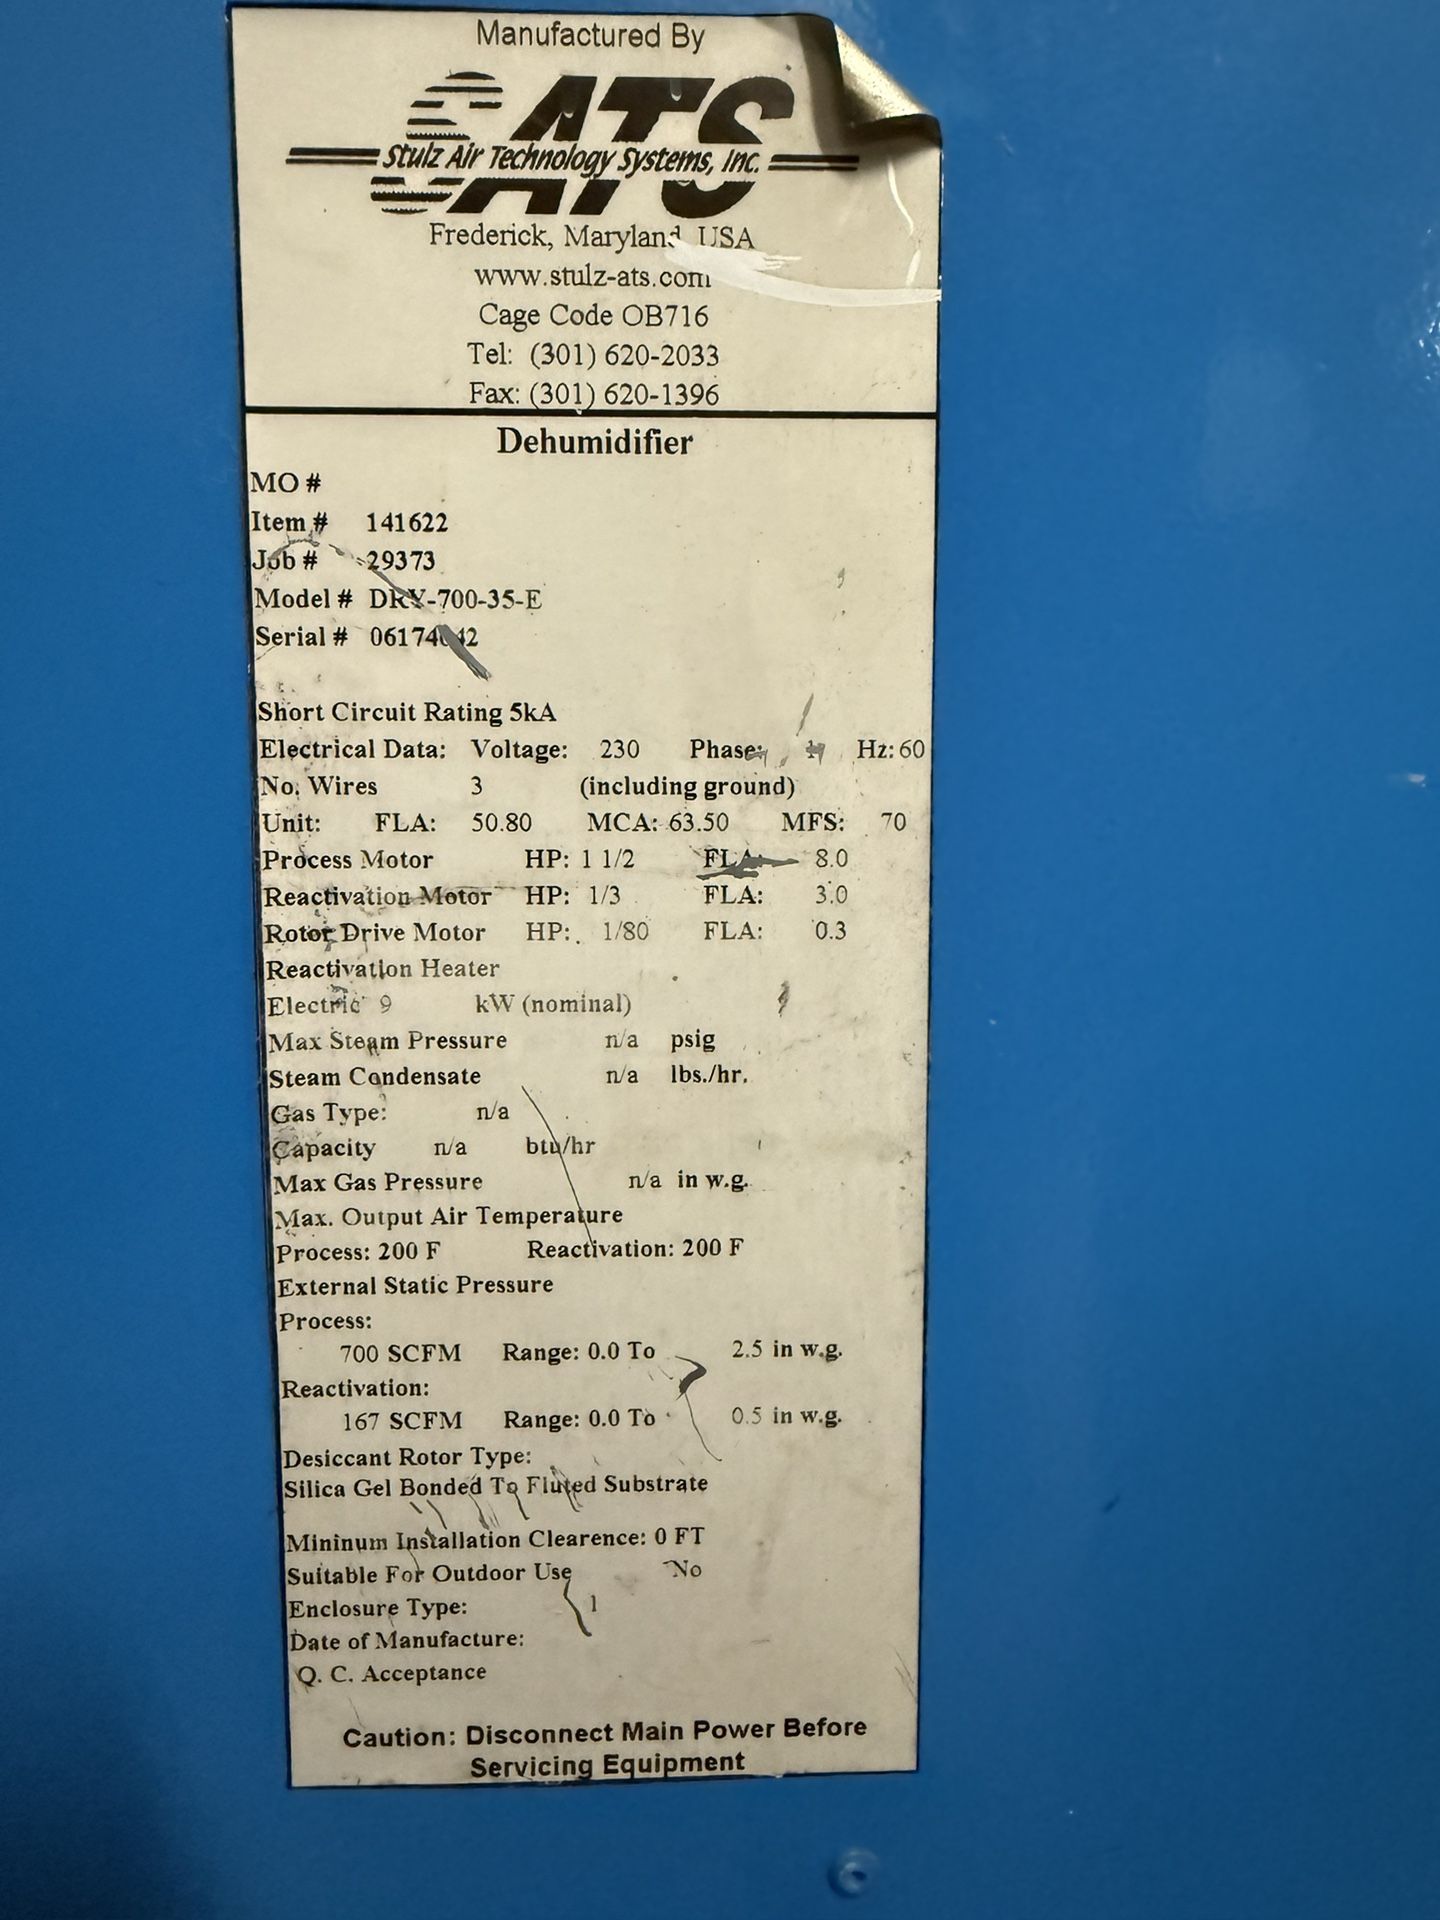 Manufactured By
SATS
Stulz Air Technology Systems, Inc.
Frederick, Maryland, USA
www.stulz-ats.com
Cage Code OB716
Tel: (301) 620-2033
Fax: (301) 620-1396
Dehumidifier
MO #
Item # 141622
Job # 29373
Model # DRY-700-35-E
Serial #
Short Circuit Rating 5kA
Electrical Data: Voltage: 230 Phase: 1 Hz: 60
No. Wires 3 (including ground)
Unit: FLA: 50.80 MCA: 63.50 MFS: 70
Process Motor HP: 1 1/2 FLA: 8.0
Reactivation Motor HP: 1/3 FLA: 3.0
Rotor Drive Motor HP: 1/80 FLA: 0.3
Reactivation Heater
Electric 9 kW (nominal)
Max Steam Pressure n/a psig
Steam Condensate n/a lbs./hr.
Gas Type: n/a
Capacity n/a btu/hr
Max Gas Pressure n/a in w.g.
Max. Output Air Temperature
Process: 200 F Reactivation: 200 F
External Static Pressure
Process:
700 SCFM Range: 0.0 To 2.5 in w.g.
Reactivation:
167 SCFM Range: 0.0 To 0.5 in w.g.
Desiccant Rotor Type:
Silica Gel Bonded To Fluted Substrate
Mininum Installation Clearence: 0 FT
Suitable For Outdoor Use No
Enclosure Type: 1
Date of Manufacture:
Q. C. Acceptance
Caution: Disconnect Main Power Before
Servicing Equipment